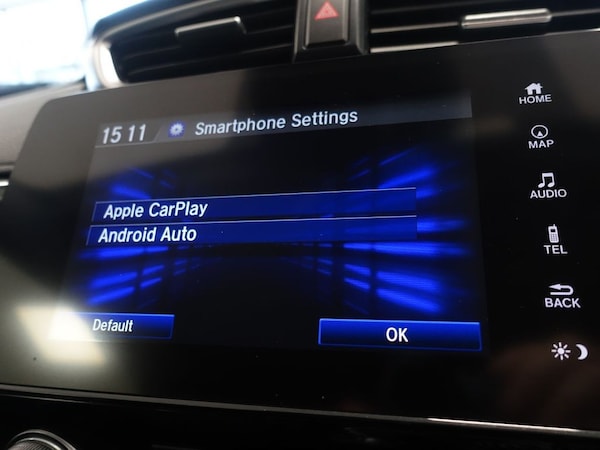 15 11 Smartphone Settings
Apple CarPlay
Android Auto
Default
OK
HOME
MAP
AUDIO
TEL
BACK